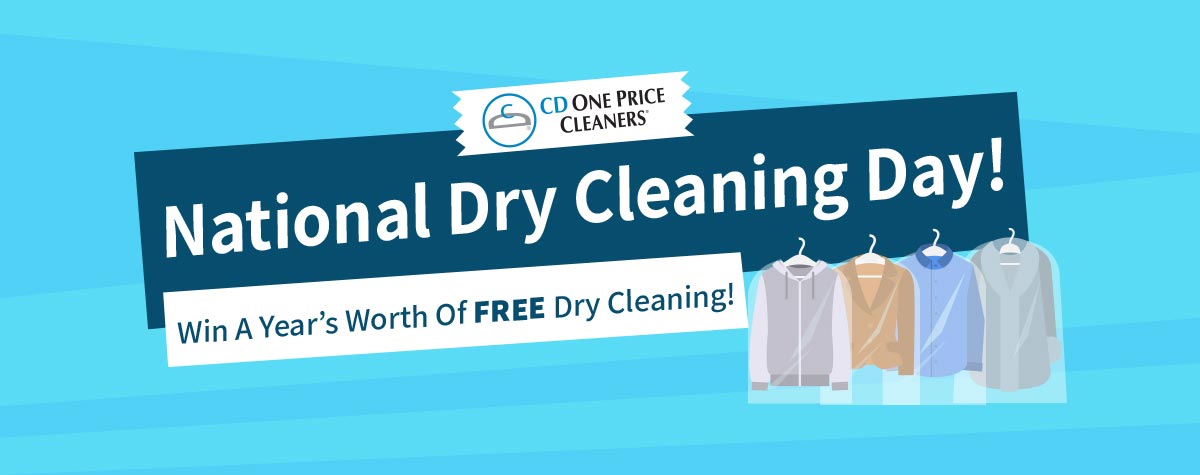 C
CD ONE PRICE
CLEANERS®
National Dry Cleaning Day!
Win A Year’s Worth Of FREE Dry Cleaning!